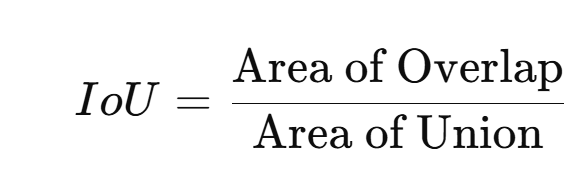 IoU = Area of Overlap
Area of Union